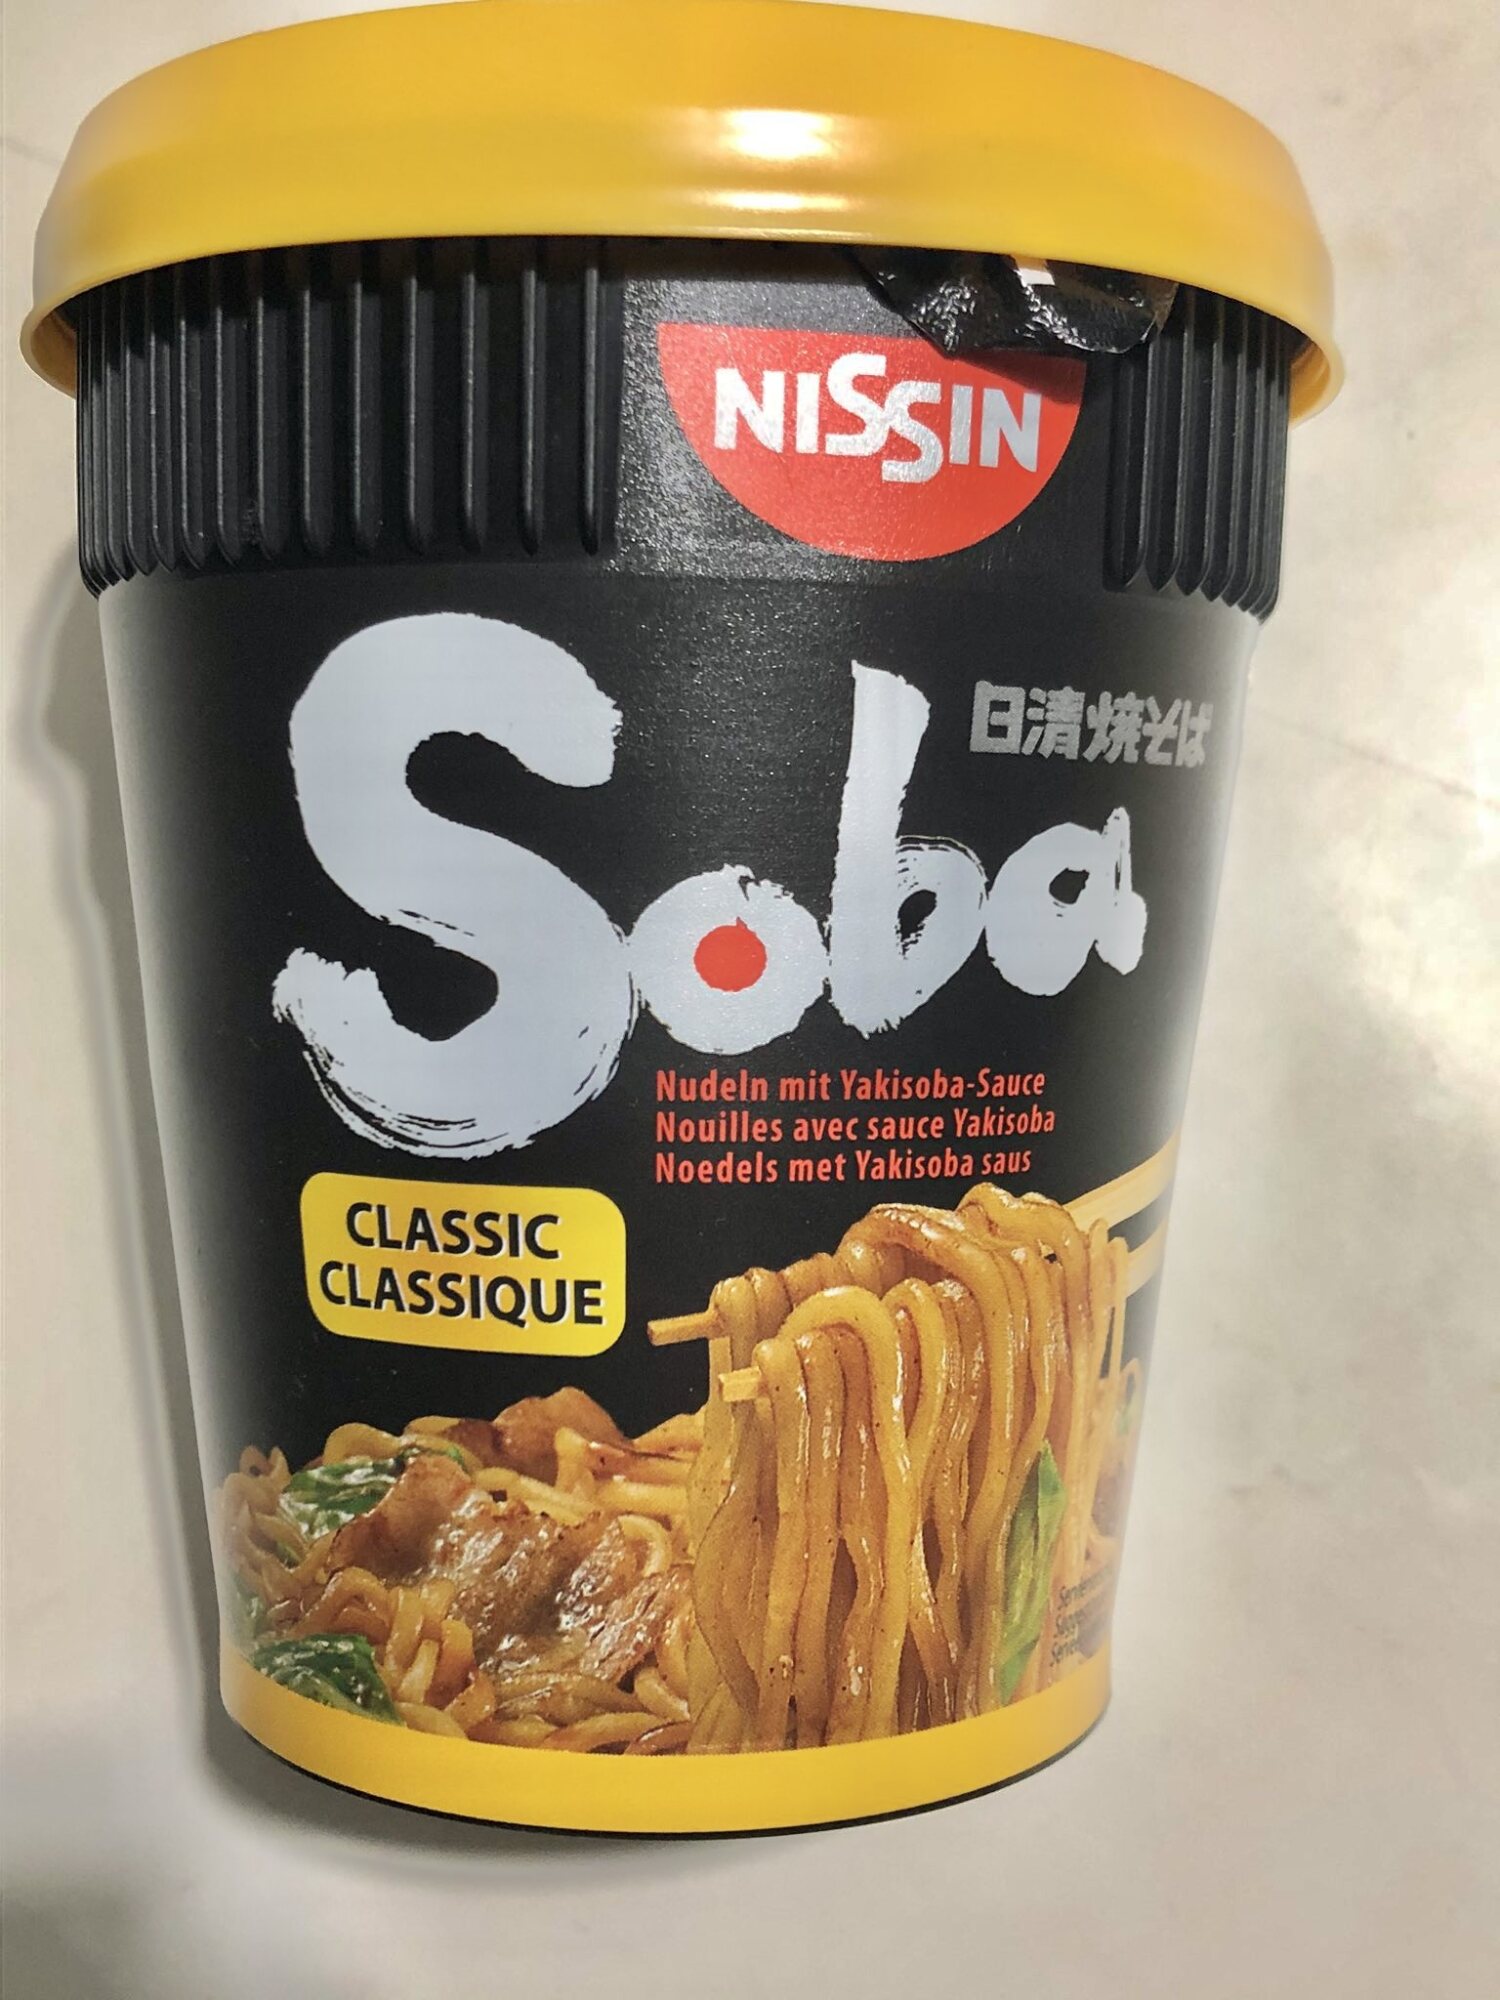 NISSIN
日清焼そば
Soba
Nudeln mit Yakisoba-Sauce
Nouilles avec sauce Yakisoba
Noedels met Yakisoba saus
CLASSIC
CLASSIQUE